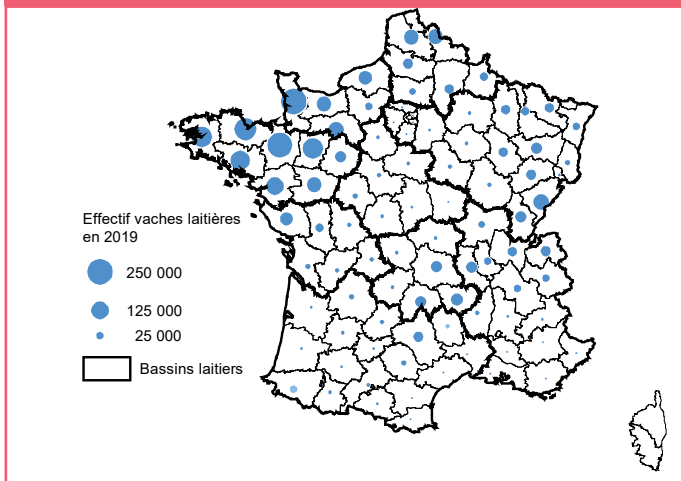 Effectif vaches laitières
en 2019
250 000
125 000
25 000
Bassins laitiers